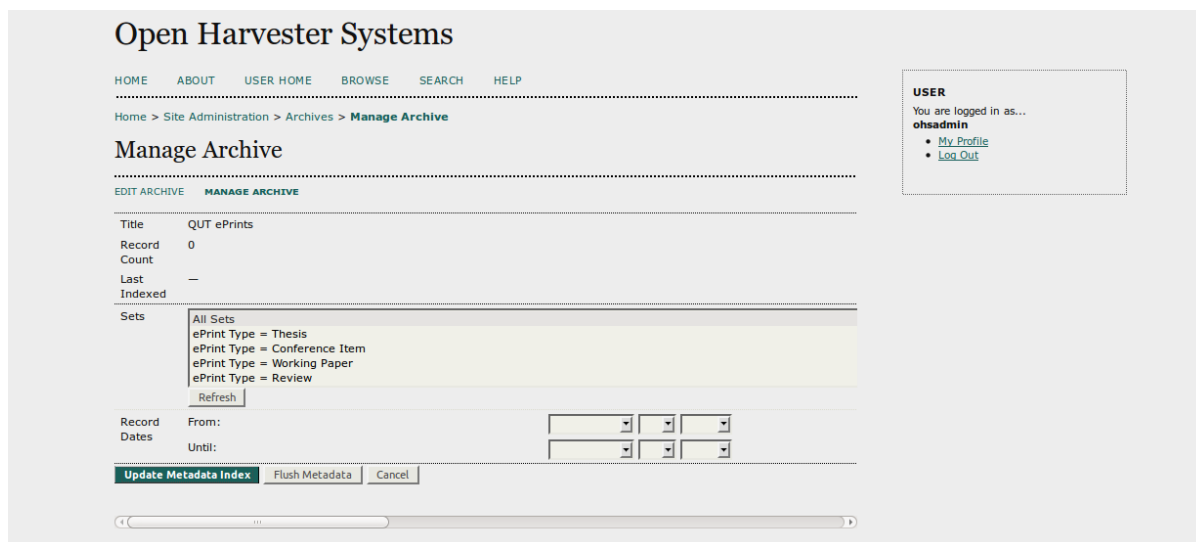 Open Harvester Systems
HOME ABOUT USER HOME BROWSE SEARCH HELP
Home > Site Administration > Archives > Manage Archive
Manage Archive
EDIT ARCHIVE MANAGE ARCHIVE
Title QUT ePrints
Record Count 0
Last Indexed —
Sets
All Sets
ePrint Type = Thesis
ePrint Type = Conference Item
ePrint Type = Working Paper
ePrint Type = Review
Refresh
Record Dates
From:
Until:
Update Metadata Index Flush Metadata Cancel
USER
You are logged in as...
ohsadmin
• My Profile
• Log Out